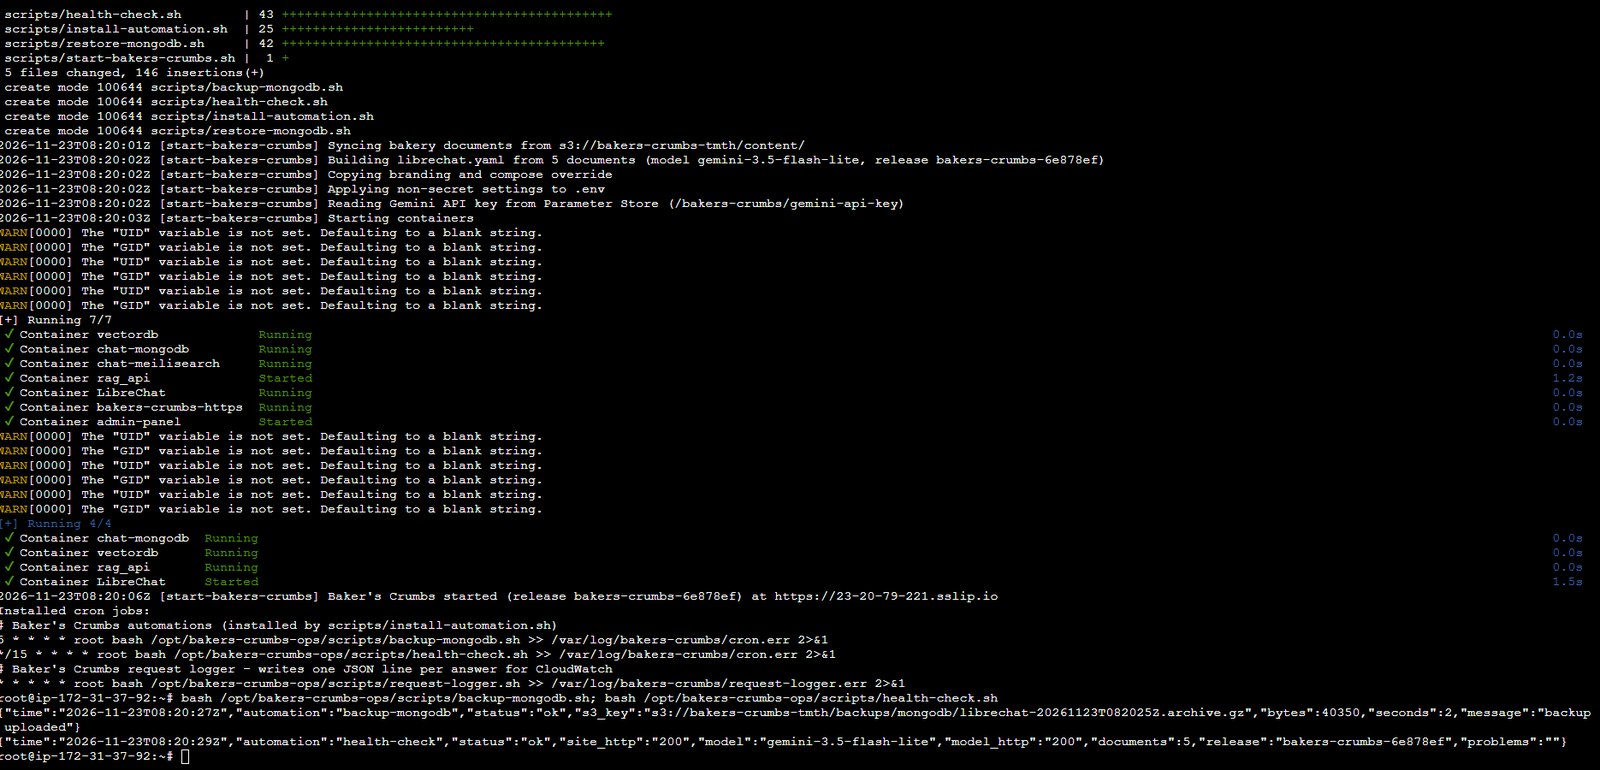 scripts/health-check.sh | 43 +++++++++++++++++++++++++++++++++++++++++++
scripts/install-automation.sh | 25 +++++++++++++++++++++++++
scripts/restore-mongodb.sh | 42 ++++++++++++++++++++++++++++++++++++++++++
scripts/start-bakers-crumbs.sh | 1 +
5 files changed, 146 insertions(+)
create mode 100644 scripts/backup-mongodb.sh
create mode 100644 scripts/health-check.sh
create mode 100644 scripts/install-automation.sh
create mode 100644 scripts/restore-mongodb.sh
2026-11-23T08:20:01Z [start-bakers-crumbs] Syncing bakery documents from s3://bakers-crumbs-tmth/content/
2026-11-23T08:20:02Z [start-bakers-crumbs] Building librechat.yaml from 5 documents (model gemini-3.5-flash-lite, release bakers-crumbs-6e878ef)
2026-11-23T08:20:02Z [start-bakers-crumbs] Copying branding and compose override
2026-11-23T08:20:02Z [start-bakers-crumbs] Applying non-secret settings to .env
2026-11-23T08:20:02Z [start-bakers-crumbs] Reading Gemini API key from Parameter Store (/bakers-crumbs/gemini-api-key)
2026-11-23T08:20:03Z [start-bakers-crumbs] Starting containers
WARN[0000] The "UID" variable is not set. Defaulting to a blank string.
WARN[0000] The "GID" variable is not set. Defaulting to a blank string.
WARN[0000] The "UID" variable is not set. Defaulting to a blank string.
WARN[0000] The "GID" variable is not set. Defaulting to a blank string.
WARN[0000] The "UID" variable is not set. Defaulting to a blank string.
WARN[0000] The "GID" variable is not set. Defaulting to a blank string.
[+] Running 7/7
✓ Container vectordb Running 0.0s
✓ Container chat-mongodb Running 0.0s
✓ Container chat-meilisearch Running 0.0s
✓ Container rag_api Started 1.2s
✓ Container LibreChat Running 0.0s
✓ Container bakers-crumbs-https Running 0.0s
✓ Container admin-panel Started 0.0s
WARN[0000] The "UID" variable is not set. Defaulting to a blank string.
WARN[0000] The "GID" variable is not set. Defaulting to a blank string.
WARN[0000] The "UID" variable is not set. Defaulting to a blank string.
WARN[0000] The "GID" variable is not set. Defaulting to a blank string.
WARN[0000] The "UID" variable is not set. Defaulting to a blank string.
WARN[0000] The "GID" variable is not set. Defaulting to a blank string.
[+] Running 4/4
✓ Container chat-mongodb Running 0.0s
✓ Container vectordb Running 0.0s
✓ Container rag_api Running 0.0s
✓ Container LibreChat Started 1.5s
2026-11-23T08:20:06Z [start-bakers-crumbs] Baker's Crumbs started (release bakers-crumbs-6e878ef) at https://23-20-79-221.sslip.io
Installed cron jobs:
# Baker's Crumbs automations (installed by scripts/install-automation.sh)
5 * * * * root bash /opt/bakers-crumbs-ops/scripts/backup-mongodb.sh >> /var/log/bakers-crumbs/cron.err 2>&1
*/15 * * * * root bash /opt/bakers-crumbs-ops/scripts/health-check.sh >> /var/log/bakers-crumbs/cron.err 2>&1
# Baker's Crumbs request logger - writes one JSON line per answer for CloudWatch
* * * * * root bash /opt/bakers-crumbs-ops/scripts/request-logger.sh >> /var/log/bakers-crumbs/request-logger.err 2>&1
root@ip-172-31-37-92:~# bash /opt/bakers-crumbs-ops/scripts/backup-mongodb.sh; bash /opt/bakers-crumbs-ops/scripts/health-check.sh
{"time":"2026-11-23T08:20:27Z","automation":"backup-mongodb","status":"ok","s3_key":"s3://bakers-crumbs-tmth/backups/mongodb/librechat-20261123T082025Z.archive.gz","bytes":40350,"seconds":2,"message":"backup
uploaded"}
{"time":"2026-11-23T08:20:29Z","automation":"health-check","status":"ok","site_http":"200","model":"gemini-3.5-flash-lite","model_http":"200","documents":5,"release":"bakers-crumbs-6e878ef","problems":""}
root@ip-172-31-37-92:~#